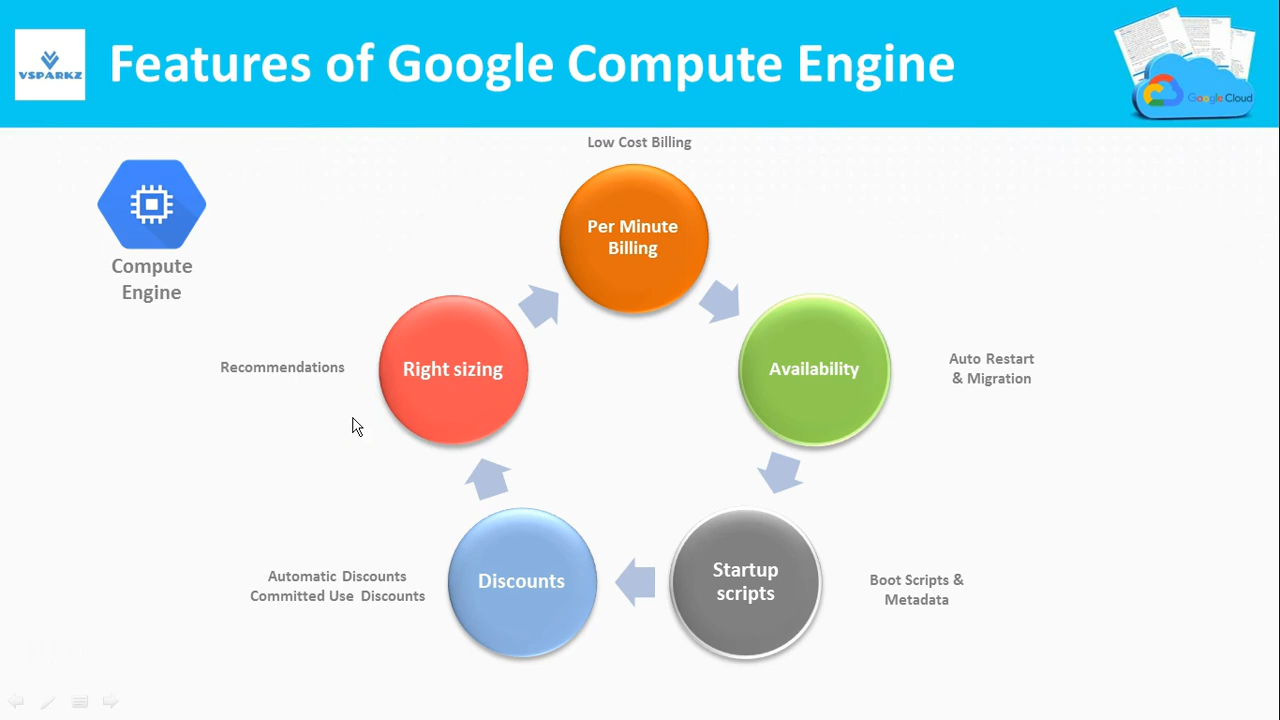 VSPARKZ
Features of Google Compute Engine
Google Cloud
Low Cost Billing
Per Minute
Billing
Compute
Engine
Recommendations
Right sizing
Availability
Auto Restart
& Migration
Automatic Discounts
Committed Use Discounts
Discounts
Startup
scripts
Boot Scripts &
Metadata